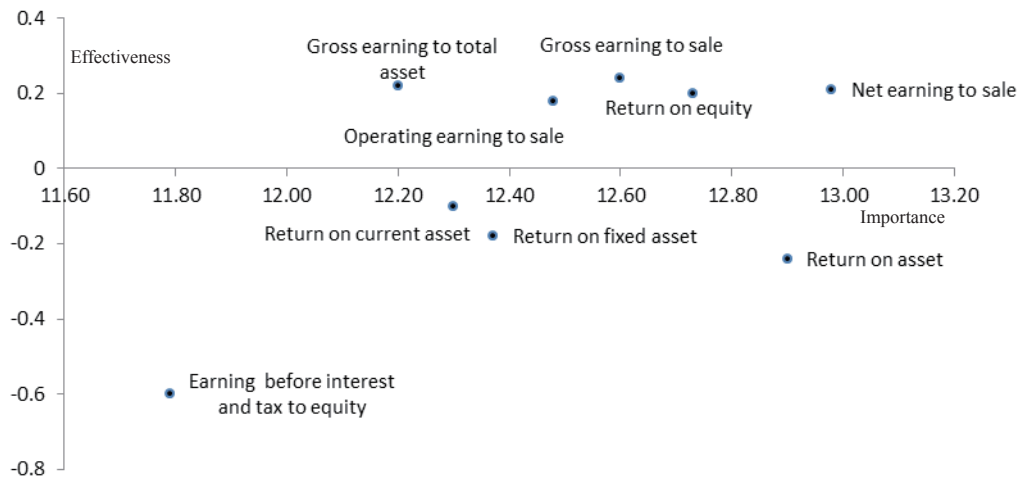 0.4
Effectiveness
Gross earning to total
asset
Gross earning to sale
0.2
Net earning to sale
Return on equity
Operating earning to sale
0
11.60 11.80 12.00 12.20 12.40 12.60 12.80 13.00 13.20
Importance
-0.2
Return on current asset
Return on fixed asset
Return on asset
-0.4
-0.6
Earning before interest
and tax to equity
-0.8